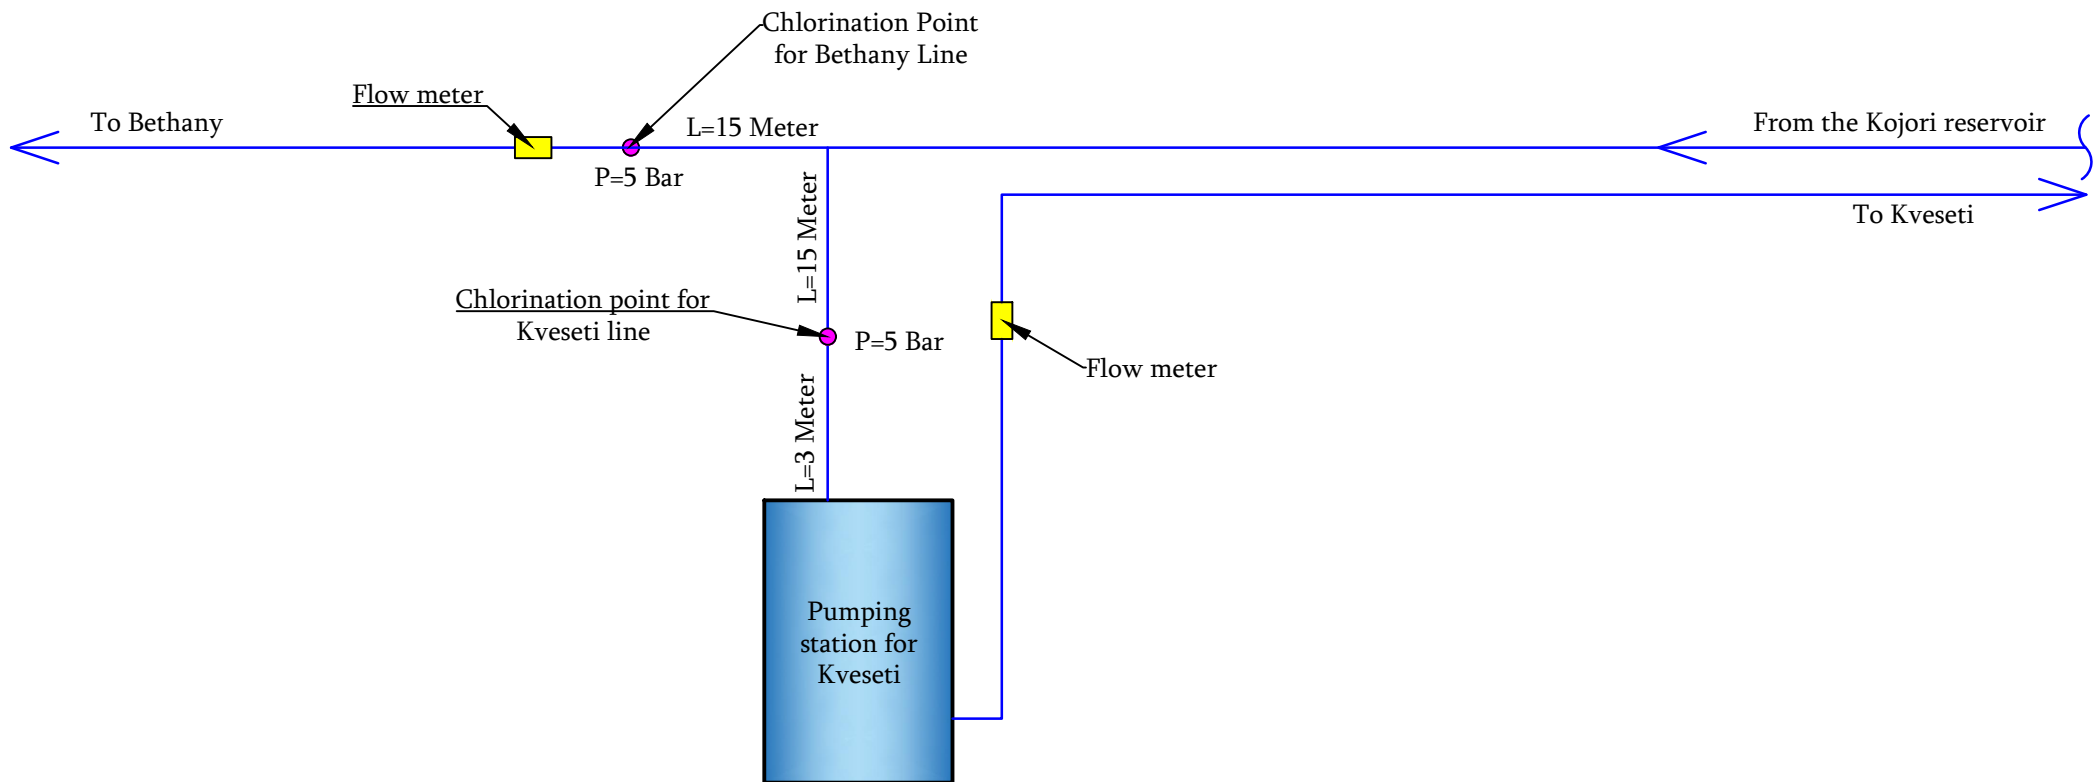 Chlorination Point
for Bethany Line
Flow meter
To Bethany
L=15 Meter
From the Kojori reservoir
P=5 Bar
L=15 Meter
To Kveseti
Chlorination point for
Kveseti line
P=5 Bar
Flow meter
L=3 Meter
Pumping
station for
Kveseti